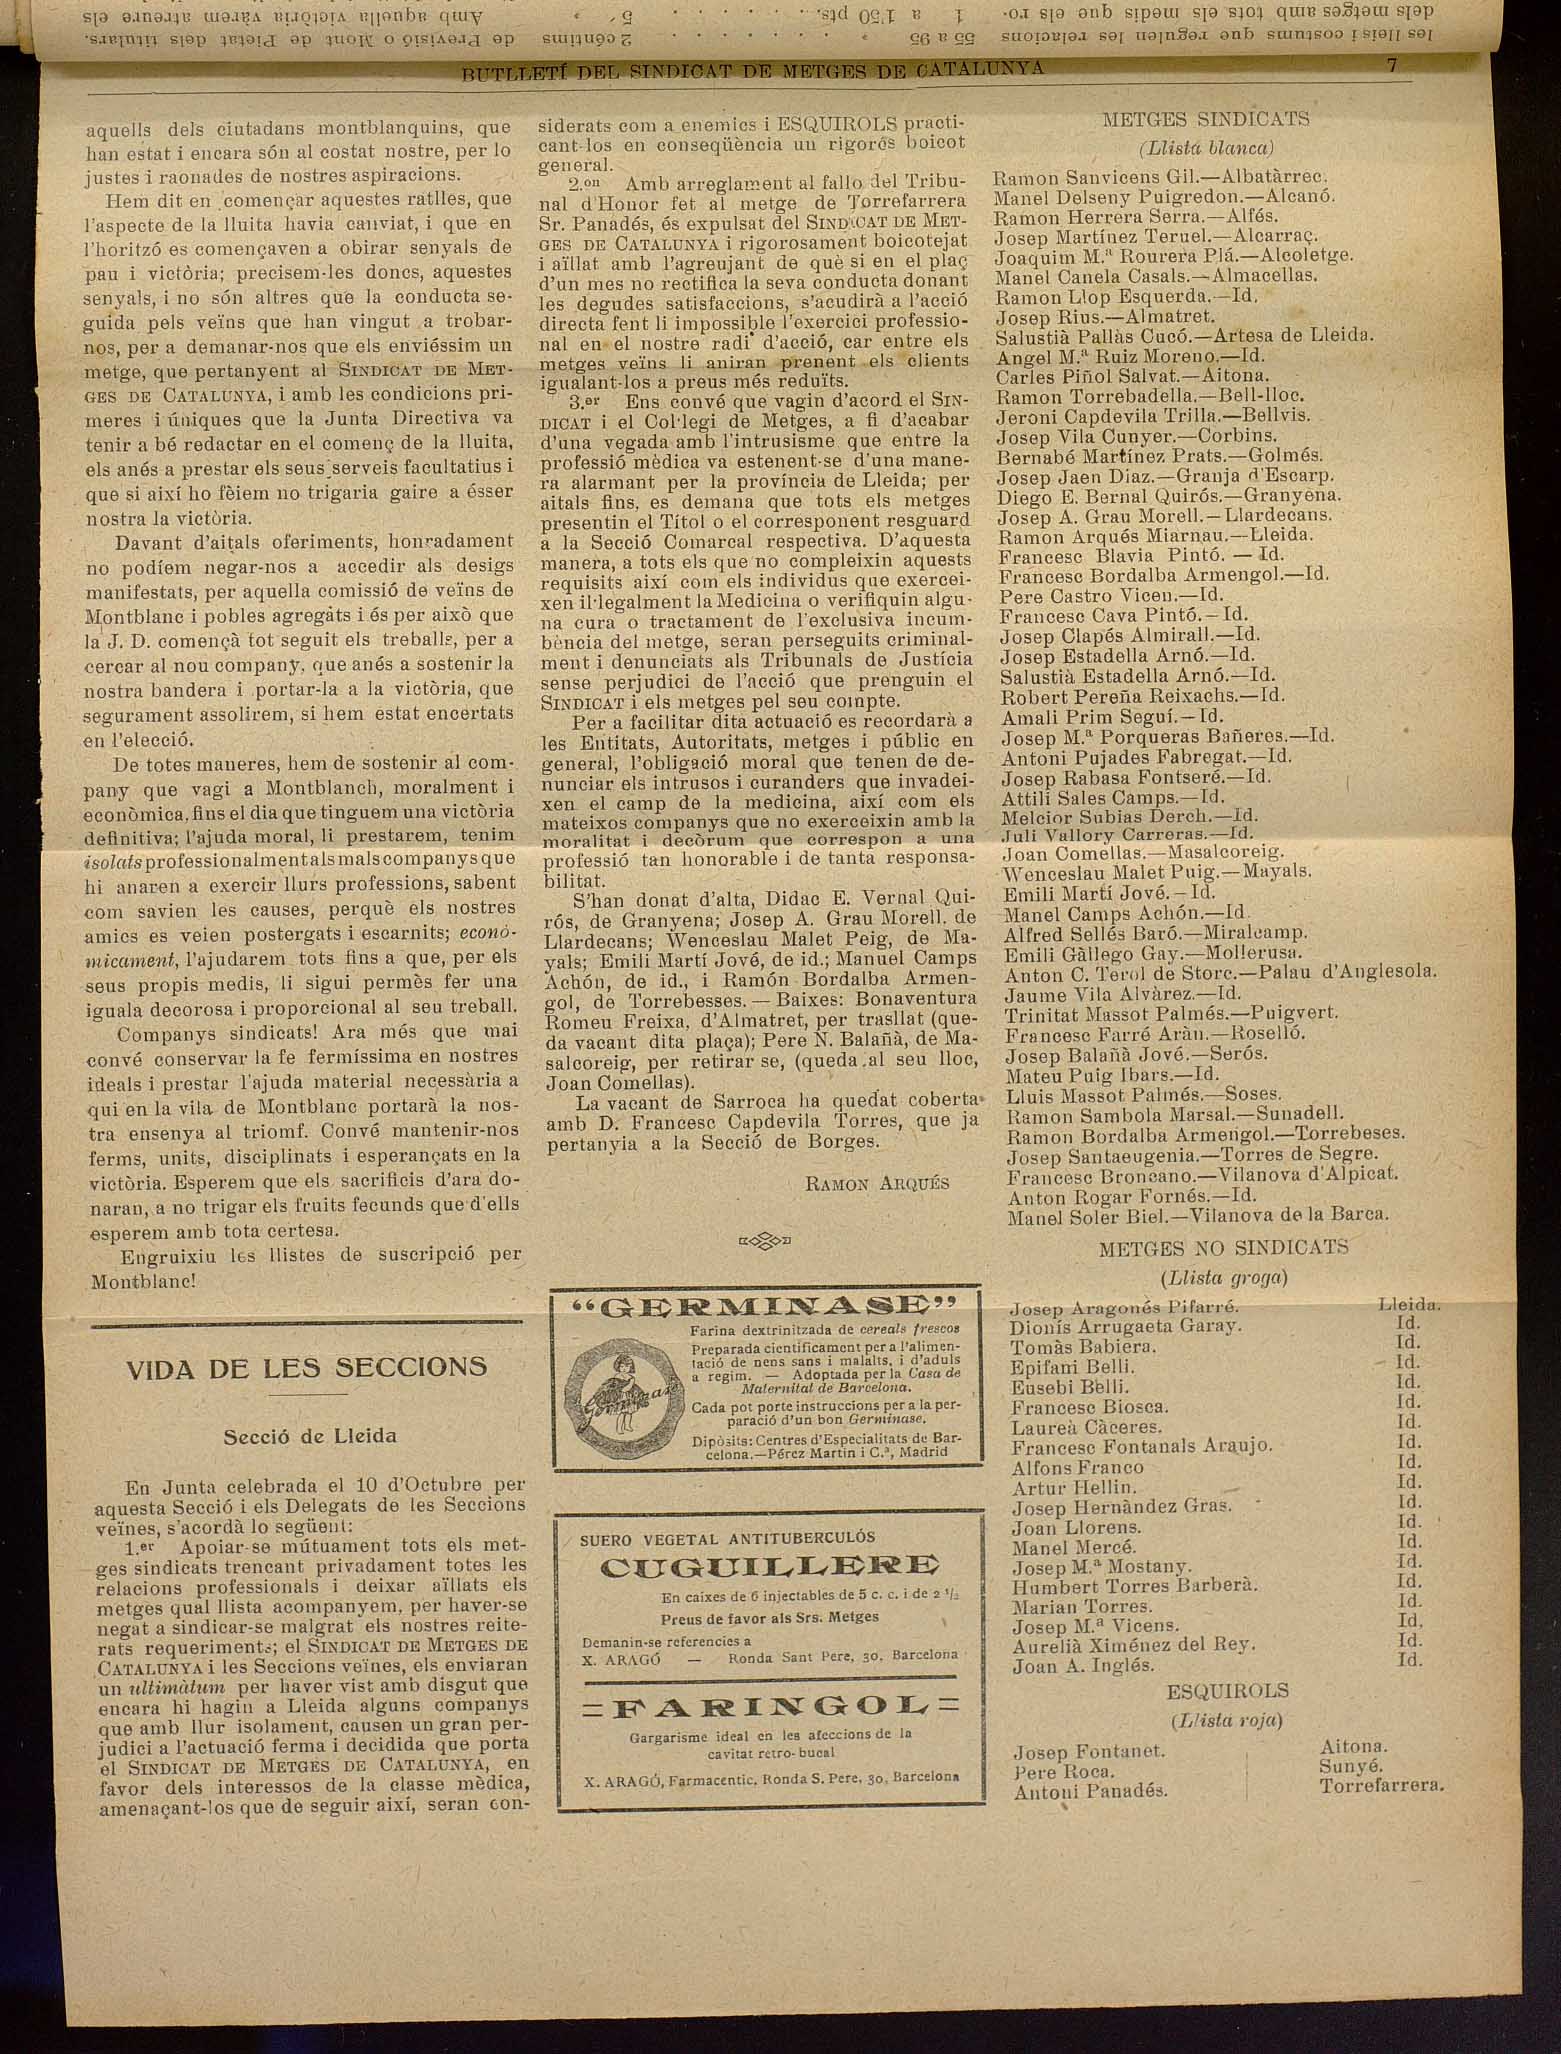 BUTLLETÍ DEL SINDICAT DE METGES DE CATALUNYA
7
aquells dels ciutadans montblanquins, que
han estat i encara són al costat nostre, per lo
justes i raonades de nostres aspiracions.
Hem dit en començar aquestes ratlles, que
l'aspecte de la lluita havia canviat, i que en
l'horitzó es començaven a obirar senyals de
pau i victòria; precisem-les doncs, aquestes
senyals, i no són altres que la conducta se-
guida pels veïns que han vingut a trobar-
nos, per a demanar-nos que els enviéssim un
metge, que pertanyent al SINDICAT DE MET-
GES DE CATALUNYA, i amb les condicions pri-
meres i úniques que la Junta Directiva va
tenir a bé redactar en el començ de la lluita,
els anés a prestar els seus serveis facultatius i
que si així ho fèiem no trigaria gaire a ésser
nostra la victòria.
Davant d'aitals oferiments, honradament
no podíem negar-nos a accedir als desigs
manifestats, per aquella comissió de veïns de
Montblanc i pobles agregàts i és per això que
la J. D. començà tot seguit els treballs, per a
cercar al nou company, que anés a sostenir la
nostra bandera i portar-la a la victòria, que
segurament assolirem, si hem estat encertats
en l'elecció.
De totes maneres, hem de sostenir al com-
pany que vagi a Montblanch, moralment i
econòmica, fins el dia que tinguem una victòria
definitiva; l'ajuda moral, li prestarem, tenim
isolats professionalment als mals companys que
hi anaren a exercir llurs professions, sabent
com savien les causes, perquè els nostres
amics es veien postergats i escarnits; econò-
micament, l'ajudarem tots fins a que, per els
seus propis medis, li sigui permès fer una
iguala decorosa i proporcional al seu treball.
Companys sindicats! Ara més que mai
convé conservar la fe fermíssima en nostres
ideals i prestar l'ajuda material necessària a
qui en la vila de Montblanc portarà la nos-
tra ensenya al triomf. Convé mantenir-nos
ferms, units, disciplinats i esperançats en la
victòria. Esperem que els sacrificis d'ara do-
naran, a no trigar els fruits fecunds que d'ells
esperem amb tota certesa.
Engruixiu les llistes de suscripció per
Montblanc!
VIDA DE LES SECCIONS
Secció de Lleida
En Junta celebrada el 10 d'Octubre per
aquesta Secció i els Delegats de les Seccions
veïnes, s'acordà lo següent:
1.er Apoiar-se mútuament tots els met-
ges sindicats trencant privadament totes les
relacions professionals i deixar aïllats els
metges qual llista acompanyem, per haver-se
negat a sindicar-se malgrat els nostres reite-
rats requeriments; el SINDICAT DE METGES DE
CATALUNYA i les Seccions veïnes, els enviaran
un ultimàtum per haver vist amb disgut que
encara hi hagin a Lleida alguns companys
que amb llur isolament, causen un gran per-
judici a l'actuació ferma i decidida que porta
el SINDICAT DE METGES DE CATALUNYA, en
favor dels interessos de la classe mèdica,
amenaçant-los que de seguir així, seran con-
siderats com a enemics i ESQUIROLS practi-
cant-los en conseqüència un rigorós boicot
general.
2.on Amb arreglament al fallo del Tribu-
nal d'Honor fet al metge de Torrefarrera
Sr. Panadés, és expulsat del SINDICAT DE MET-
GES DE CATALUNYA i rigorosament boicotejat
i aïllat amb l'agreujant de què si en el plaç
d'un mes no rectifica la seva conducta donant
les degudes satisfaccions, s'acudirà a l'acció
directa fent li impossible l'exercici professio-
nal en el nostre radi d'acció, car entre els
metges veïns li aniran prenent els clients
igualant-los a preus més reduïts.
3.er Ens convé que vagin d'acord el SIN-
DICAT i el Col·legi de Metges, a fi d'acabar
d'una vegada amb l'intrusisme que entre la
professió mèdica va estenent-se d'una mane-
ra alarmant per la província de Lleida; per
aitals fins, es demana que tots els metges
presentin el Títol o el corresponent resguard
a la Secció Comarcal respectiva. D'aquesta
manera, a tots els que no compleixin aquests
requisits així com els individus que exercei-
xen il·legalment la Medicina o verifiquin algu-
na cura o tractament de l'exclusiva incum-
bència del metge, seran perseguits criminal-
ment i denunciats als Tribunals de Justícia
sense perjudici de l'acció que prenguin el
SINDICAT i els metges pel seu compte.
Per a facilitar dita actuació es recordarà a
les Entitats, Autoritats, metges i públic en
general, l'obligació moral que tenen de de-
nunciar els intrusos i curanders que invadei-
xen el camp de la medicina, així com els
mateixos companys que no exerceixin amb la
moralitat i decòrum que correspon a una
professió tan honorable i de tanta responsa-
bilitat.
S'han donat d'alta, Didac E. Vernal Qui-
rós, de Granyena; Josep A. Grau Morell. de
Llardecans; Wenceslau Malet Peig, de Ma-
yals; Emili Martí Jové, de id.; Manuel Camps
Achón, de id., i Ramón Bordalba Armen-
gol, de Torrebesses. — Baixes: Bonaventura
Romeu Freixa, d'Almatret, per trasllat (que-
da vacant dita plaça); Pere N. Balañà, de Ma-
salcoreig, per retirar se, (queda al seu lloc,
Joan Comellas).
La vacant de Sarroca ha quedat coberta
amb D. Francesc Capdevila Torres, que ja
pertanyia a la Secció de Borges.
RAMON ARQUÉS
“GERMINASE”
Farina dextrinitzada de cereals frescos
Preparada cientificament per a l'alimen-
tació de nens sans i malalts, i d'aduls
a regim. — Adoptada per la Casa de
Maternitat de Barcelona.
Cada pot porte instruccions per a la per-
paració d'un bon Germinase.
Dipòsits: Centres d'Especialitats de Bar-
celona.—Pérez Martin i C.ª, Madrid
Germinase
SUERO VEGETAL ANTITUBERCULÓS
CUGUILLERE
En caixes de 6 injectables de 5 c. c. i de 2 1/2
Preus de favor als Srs. Metges
Demanin-se referencies a
X. ARAGÓ — Ronda Sant Pere, 30, Barcelona
=FARINGOL=
Gargarisme ideal en les afeccions de la
cavitat retro-bucal
X. ARAGÓ, Farmacentic, Ronda S. Pere, 30, Barcelona
METGES SINDICATS
(Llista blanca)
Ramon Sanvicens Gil.—Albatàrrec.
Manel Delseny Puigredon.—Alcanó.
Ramon Herrera Serra.—Alfés.
Josep Martínez Teruel.—Alcarraç.
Joaquim M.ª Rourera Plá.—Alcoletge.
Manel Canela Casals.—Almacellas.
Ramon Llop Esquerda.—Id.
Josep Rius.—Almatret.
Salustià Pallàs Cucó.—Artesa de Lleida.
Angel M.ª Ruiz Moreno.—Id.
Carles Piñol Salvat.—Aitona.
Ramon Torrebadella.—Bell-lloc.
Jeroni Capdevila Trilla.—Bellvis.
Josep Vila Cunyer.—Corbins.
Bernabé Martínez Prats.—Golmés.
Josep Jaen Diaz.—Granja d'Escarp.
Diego E. Bernal Quirós.—Granyena.
Josep A. Grau Morell.—Llardecans.
Ramon Arqués Miarnau.—Lleida.
Francesc Blavia Pintó. — Id.
Francesc Bordalba Armengol.—Id.
Pere Castro Vicen.—Id.
Francesc Cava Pintó.—Id.
Josep Clapés Almirall.—Id.
Josep Estadella Arnó.—Id.
Salustià Estadella Arnó.—Id.
Robert Pereña Reixachs.—Id.
Amali Prim Seguí.—Id.
Josep M.ª Porqueras Bañeres.—Id.
Antoni Pujades Fabregat.—Id.
Josep Rabasa Fontseré.—Id.
Attili Sales Camps.—Id.
Melcior Subias Derch.—Id.
Juli Vallory Carreras.—Id.
Joan Comellas.—Masalcoreig.
Wenceslau Malet Puig.—Mayals.
Emili Martí Jové.—Id.
Manel Camps Achón.—Id.
Alfred Sellés Baró.—Miralcamp.
Emili Gàllego Gay.—Mollerusa.
Anton C. Terol de Storc.—Palau d'Anglesola.
Jaume Vila Alvàrez.—Id.
Trinitat Massot Palmés.—Puigvert.
Francesc Farré Aràn.—Roselló.
Josep Balañà Jové.—Serós.
Mateu Puig Ibars.—Id.
Lluis Massot Palmés.—Soses.
Ramon Sambola Marsal.—Sunadell.
Ramon Bordalba Armengol.—Torrebeses.
Josep Santaeugenia.—Torres de Segre.
Francesc Broncano.—Vilanova d'Alpicat.
Anton Rogar Fornés.—Id.
Manel Soler Biel.—Vilanova de la Barca.
METGES NO SINDICATS
(Llista groga)
Josep Aragonés Pifarré. Lleida.
Dionís Arrugaeta Garay. Id.
Tomàs Babiera. Id.
Epifani Belli. Id.
Eusebi Belli. Id.
Francesc Biosca. Id.
Laureà Càceres. Id.
Francesc Fontanals Araujo. Id.
Alfons Franco Id.
Artur Hellin. Id.
Josep Hernàndez Gras. Id.
Joan Llorens. Id.
Manel Mercé. Id.
Josep M.ª Mostany. Id.
Humbert Torres Barberà. Id.
Marian Torres. Id.
Josep M.ª Vicens. Id.
Aurelià Ximénez del Rey. Id.
Joan A. Inglés. Id.
ESQUIROLS
(Llista roja)
Josep Fontanet. Aitona.
Pere Roca. Sunyé.
Antoni Panadés. Torrefarrera.